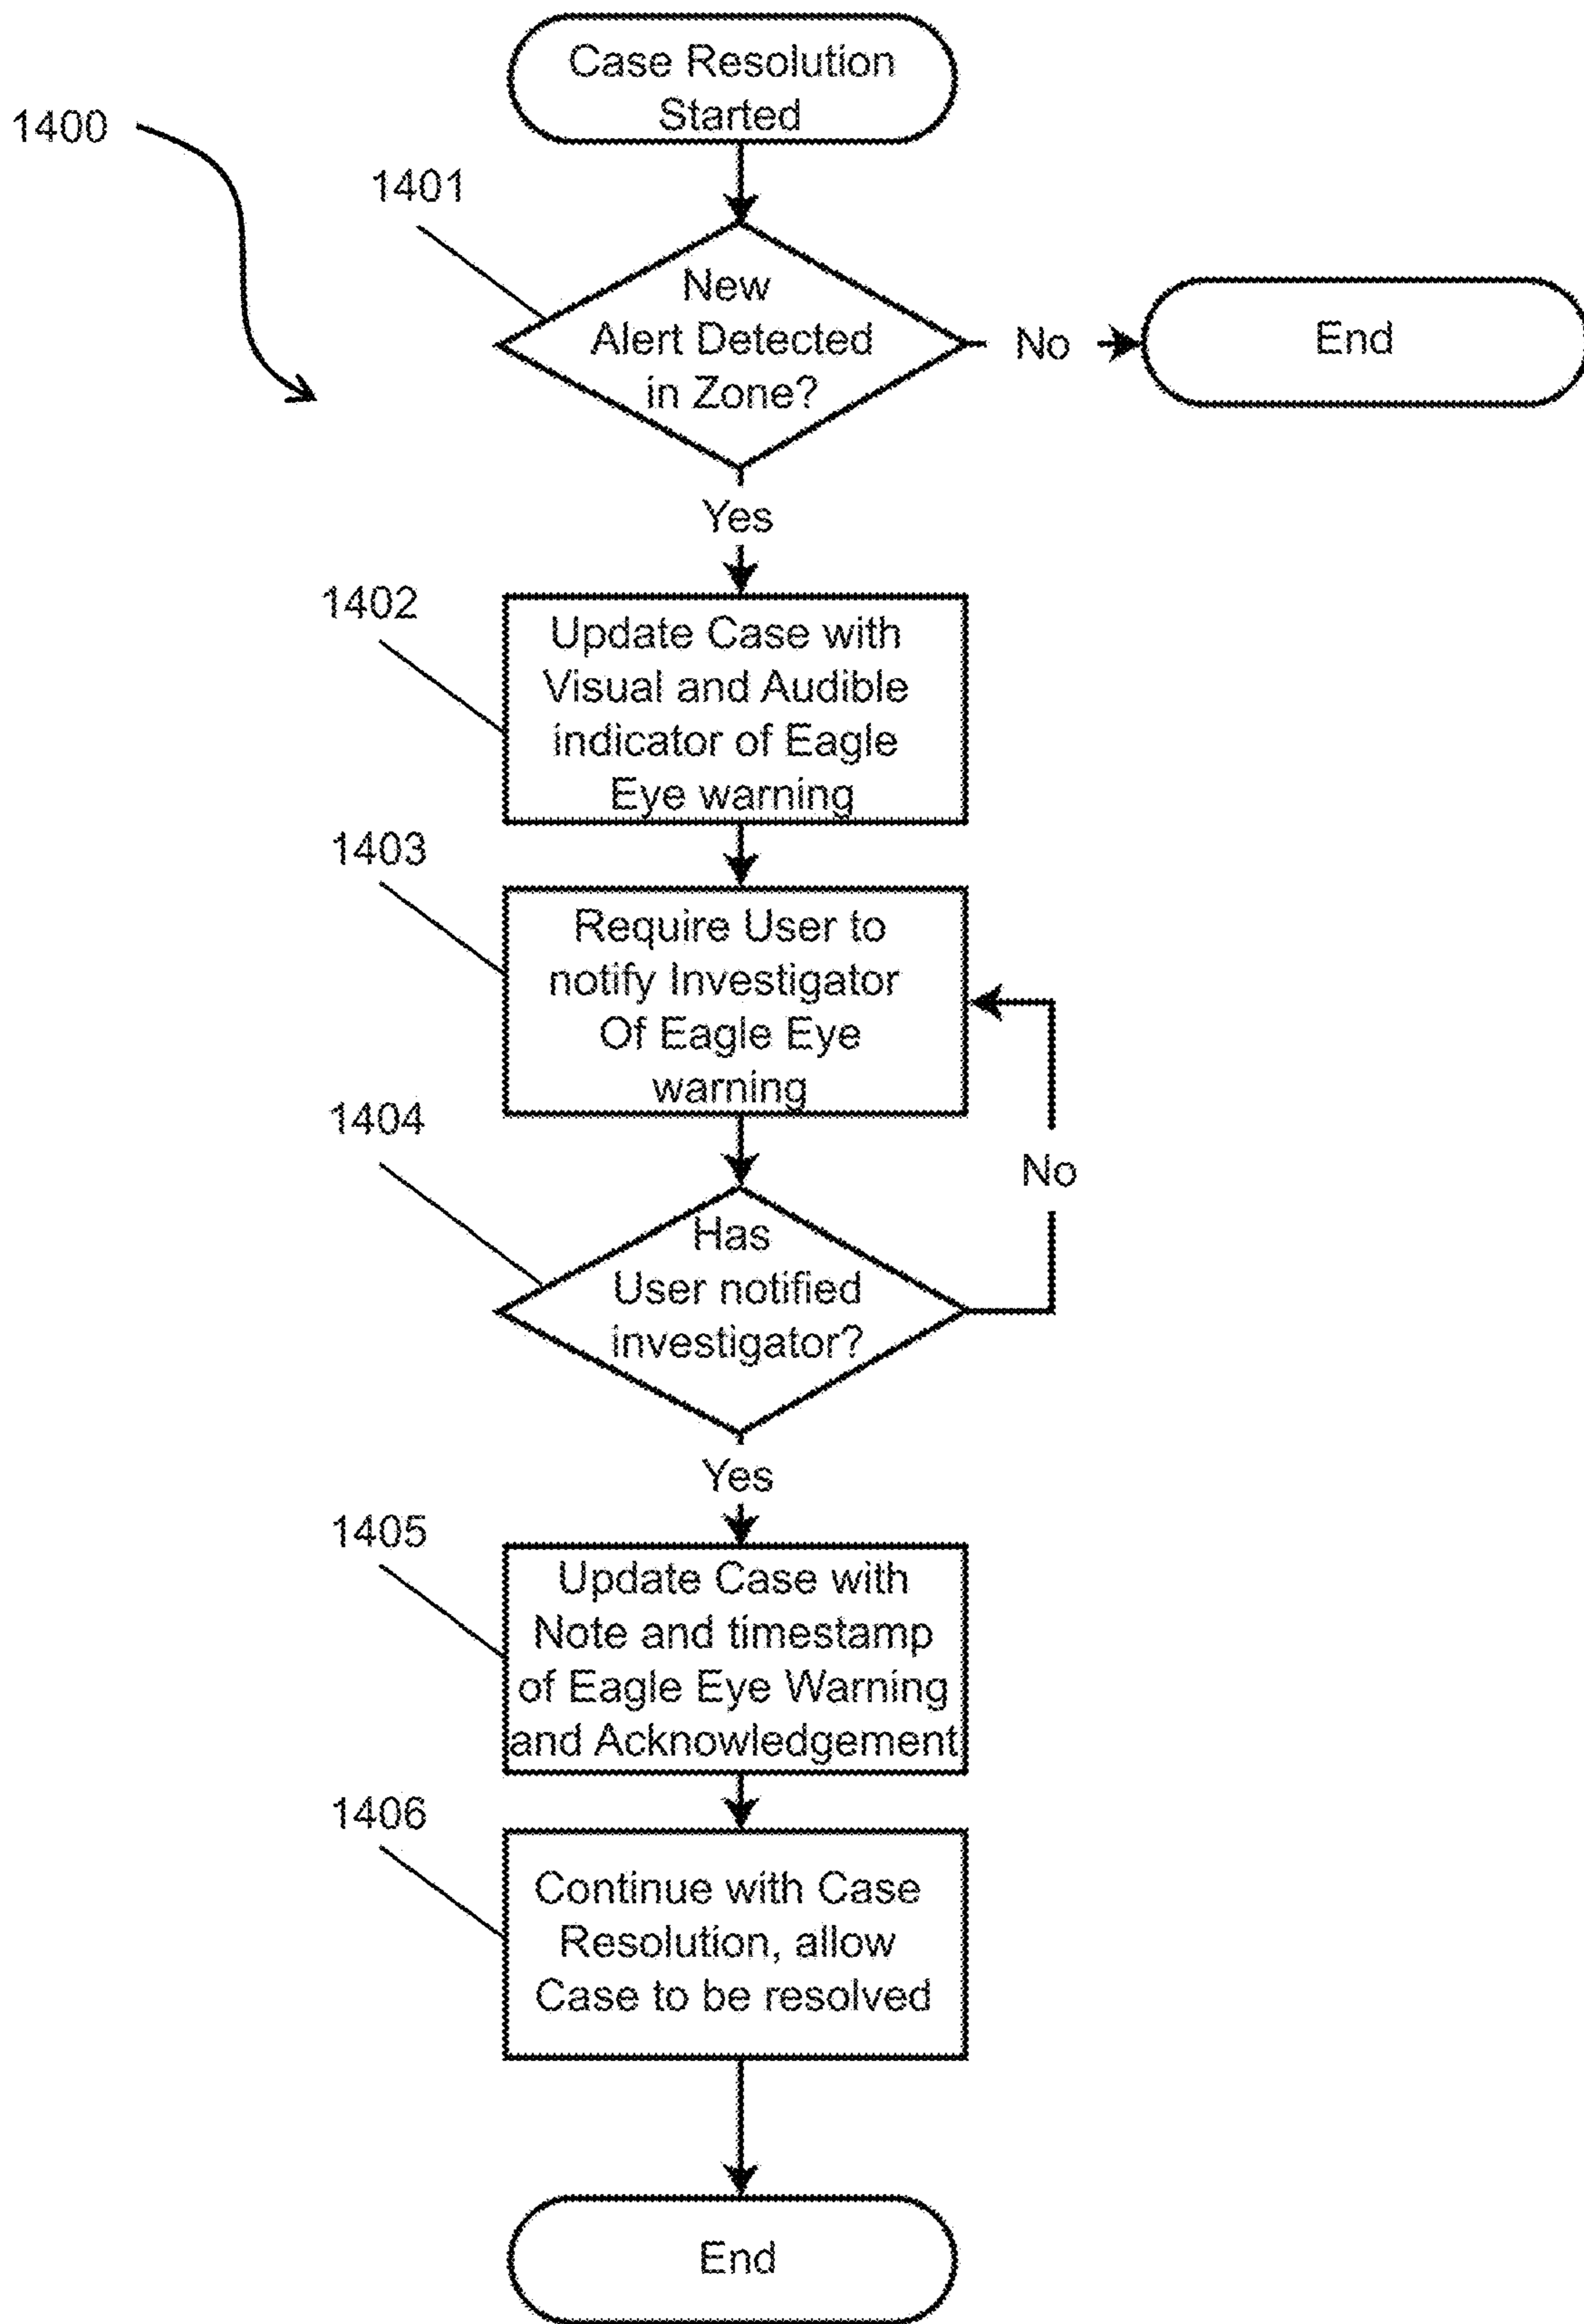 Case Resolution
Started
1400
1401
New
Alert Detected
in Zone?
No
End
Yes
1402
Update Case with
Visual and Audible
indicator of Eagle
Eye warning
1403
Require User to
notify Investigator
Of Eagle Eye
warning
1404
No
Has
User notified
investigator?
Yes
1405
Update Case with
Note and timestamp
of Eagle Eye Warning
and Acknowledgement
1406
Continue with Case
Resolution, allow
Case to be resolved
End